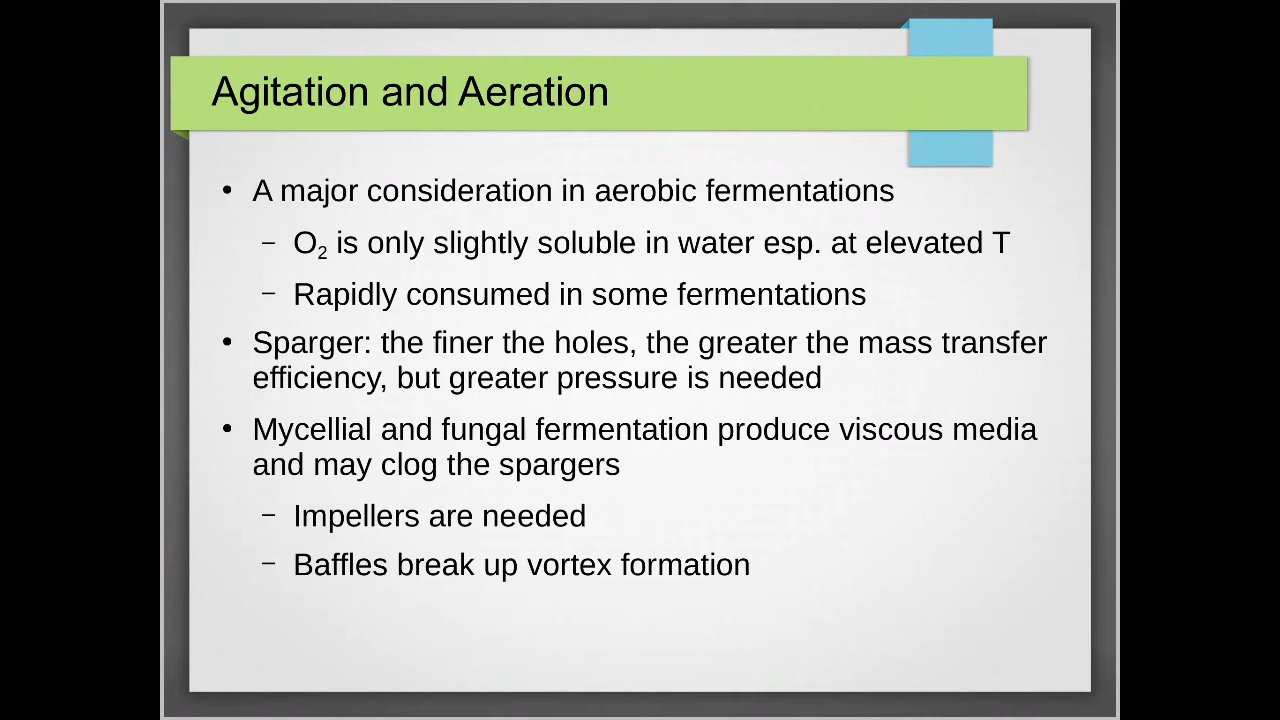 Agitation and Aeration
• A major consideration in aerobic fermentations
– O₂ is only slightly soluble in water esp. at elevated T
– Rapidly consumed in some fermentations
• Sparger: the finer the holes, the greater the mass transfer
efficiency, but greater pressure is needed
• Mycellial and fungal fermentation produce viscous media
and may clog the spargers
– Impellers are needed
– Baffles break up vortex formation